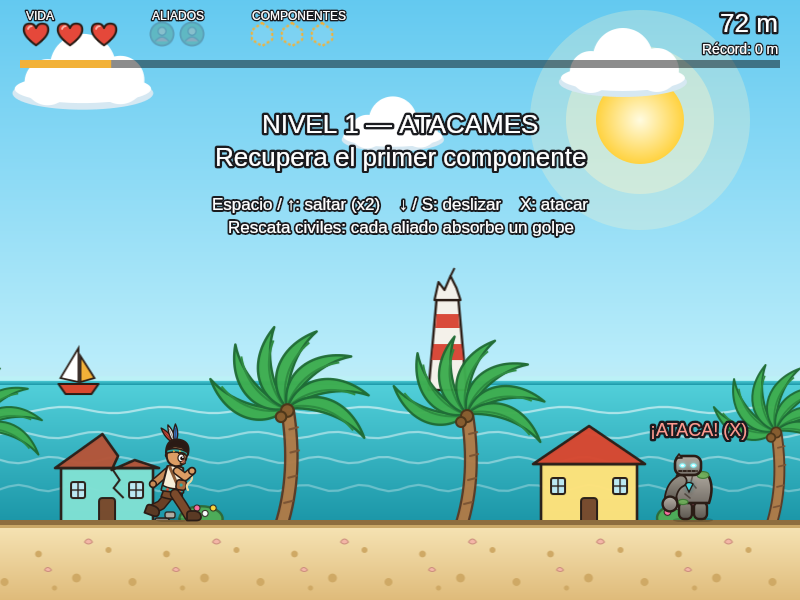 VIDA
ALIADOS
COMPONENTES
72 m
Récord: 0 m
NIVEL 1 — ATACAMES
Recupera el primer componente
Espacio / ↑: saltar (x2) ↓ / S: deslizar X: atacar
Rescata civiles: cada aliado absorbe un golpe
¡ATACA! (X)